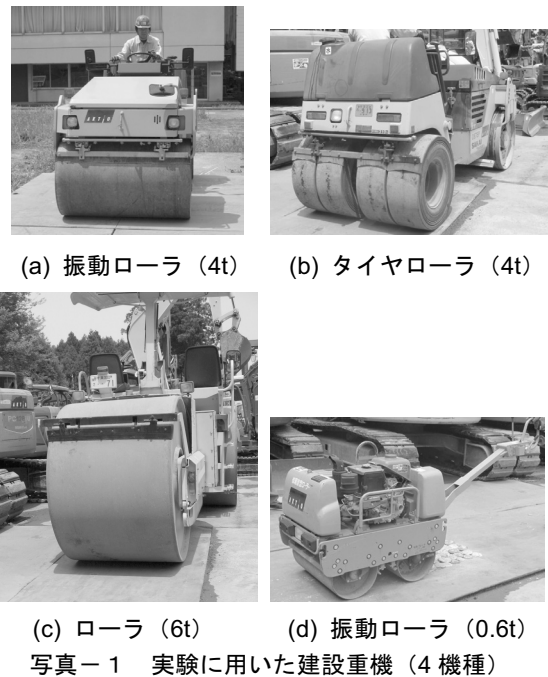 (a) 振動ローラ（4t）
(b) タイヤローラ（4t）
(c) ローラ（6t）
(d) 振動ローラ（0.6t）
写真－１　実験に用いた建設重機（4 機種）